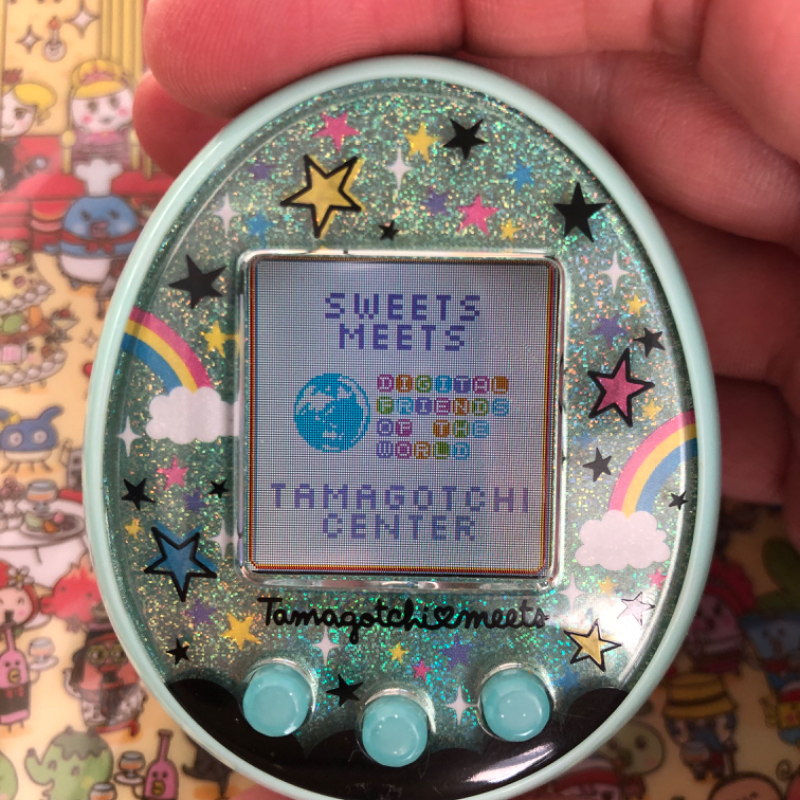 SWEETS
MEETS
DIGITAL
FRIENDS
OF THE
WORLD
TAMAGOTCHI
CENTER
Tamagotchi♥meets